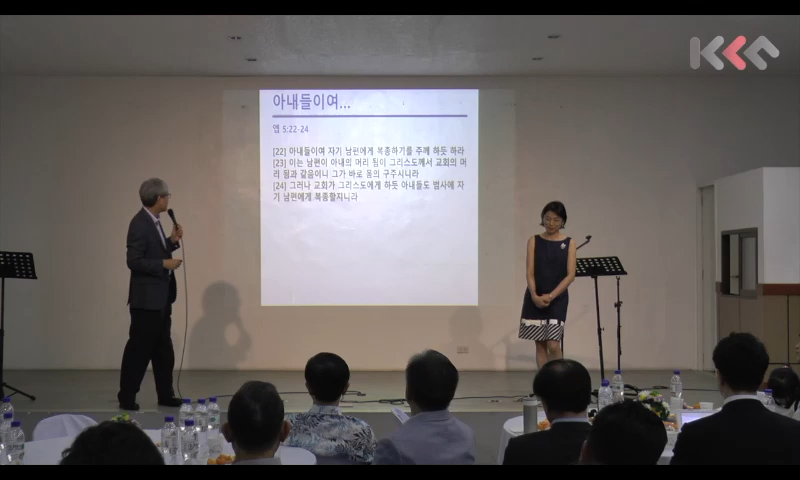 KCN
아내들이여...
엡 5:22-24
[22] 아내들이여 자기 남편에게 복종하기를 주께 하듯 하라
[23] 이는 남편이 아내의 머리 됨이 그리스도께서 교회의 머
리 됨과 같음이니 그가 바로 몸의 구주시니라
[24] 그러나 교회가 그리스도에게 하듯 아내들도 범사에 자
기 남편에게 복종할지니라